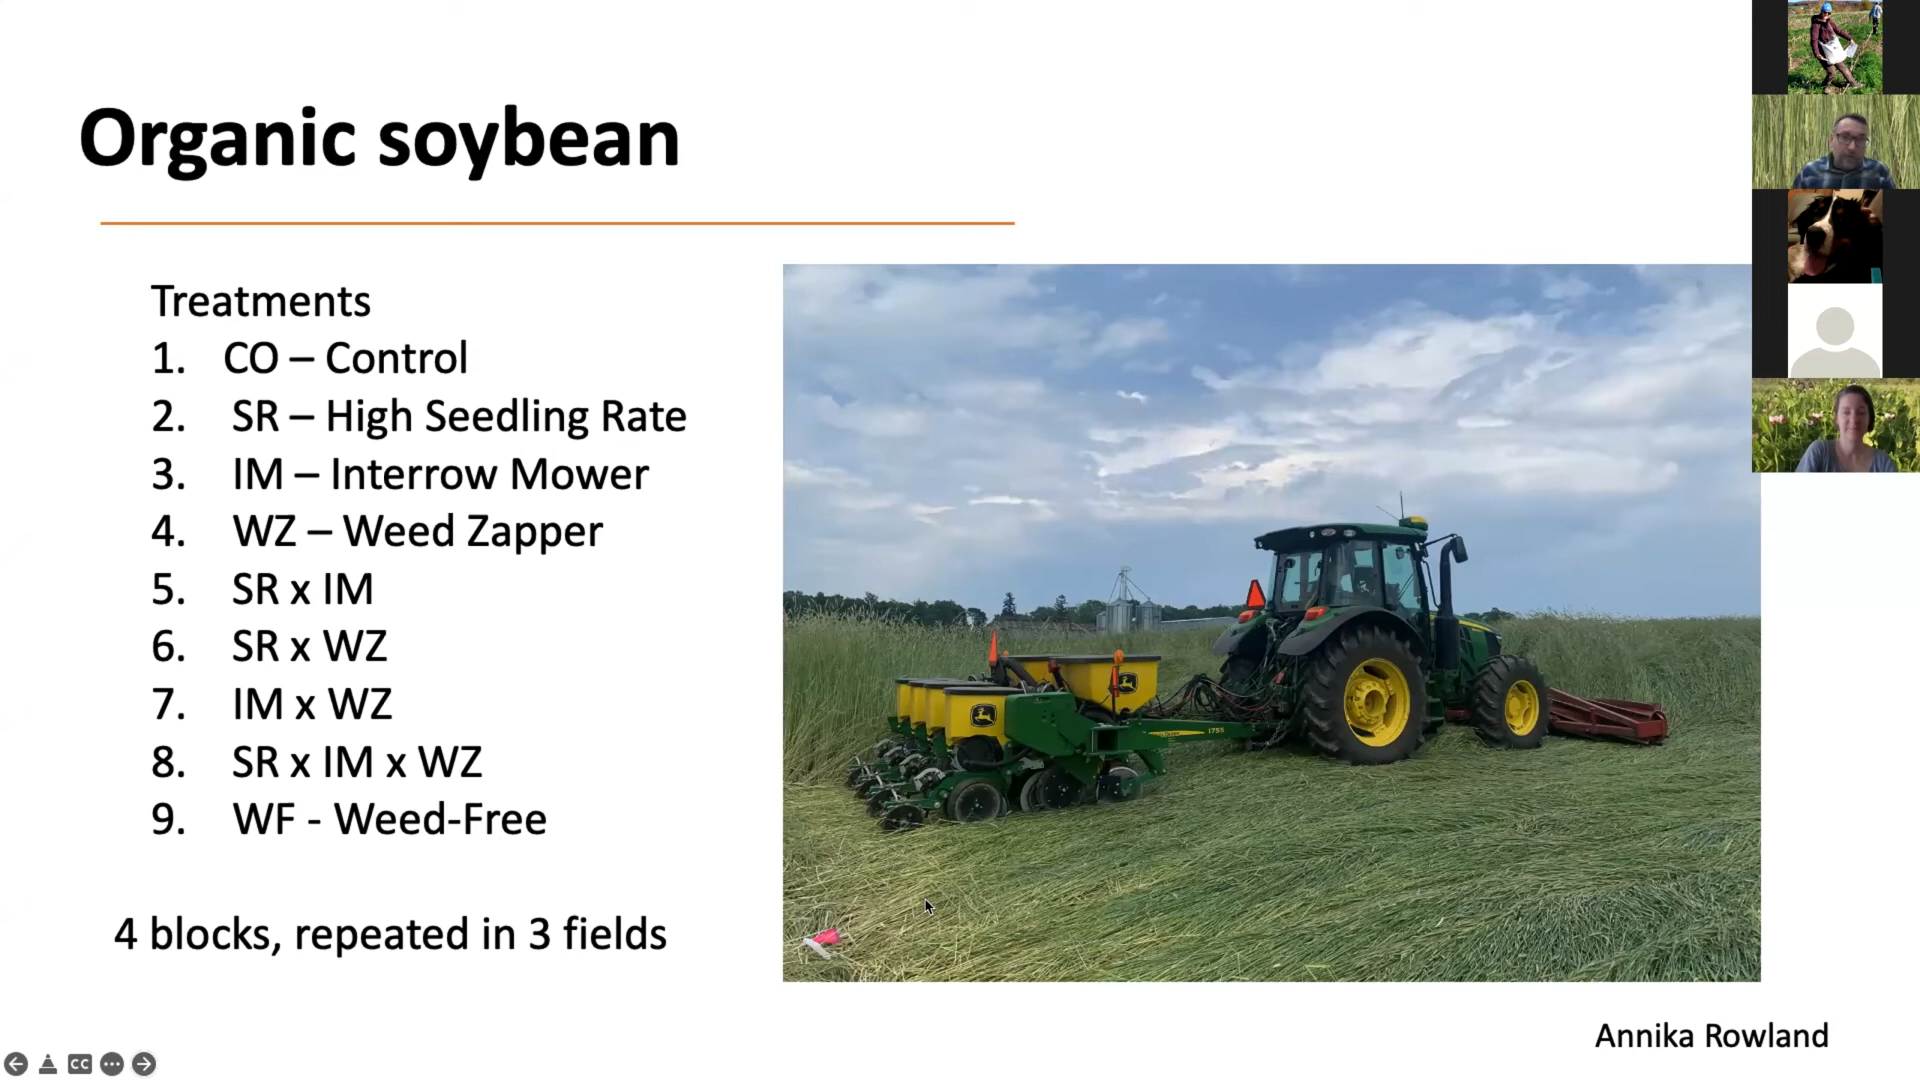 Organic soybean
Treatments
1. CO – Control
2. SR – High Seedling Rate
3. IM – Interrow Mower
4. WZ – Weed Zapper
5. SR x IM
6. SR x WZ
7. IM x WZ
8. SR x IM x WZ
9. WF - Weed-Free
4 blocks, repeated in 3 fields
1755
Annika Rowland
CC